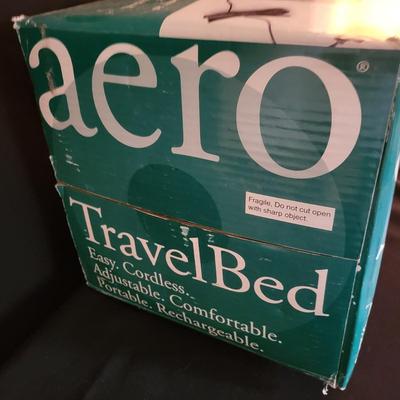 aero®
Fragile, Do not cut open
with sharp object.
TravelBed
Easy. Cordless.
Adjustable. Comfortable.
Portable. Rechargeable.